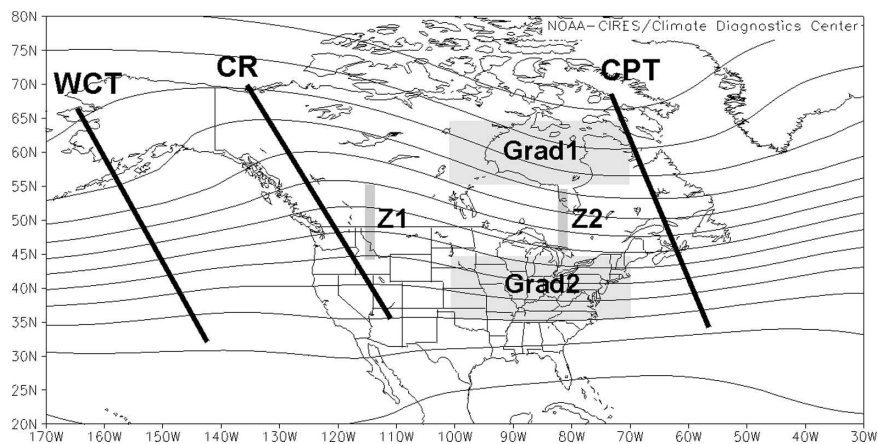 NOAA-CIRES/Climate Diagnostics Center
80N
70N
60N
55N
50N
45N
40N
35N
30N
25N
20N
75N
65N
WCT
CR
CPT
Grad1
Z1
Z2
Grad2
170W
160W
150W
140W
130W
120W
110W
100W
90W
80W
70W
60W
50W
40W
30W